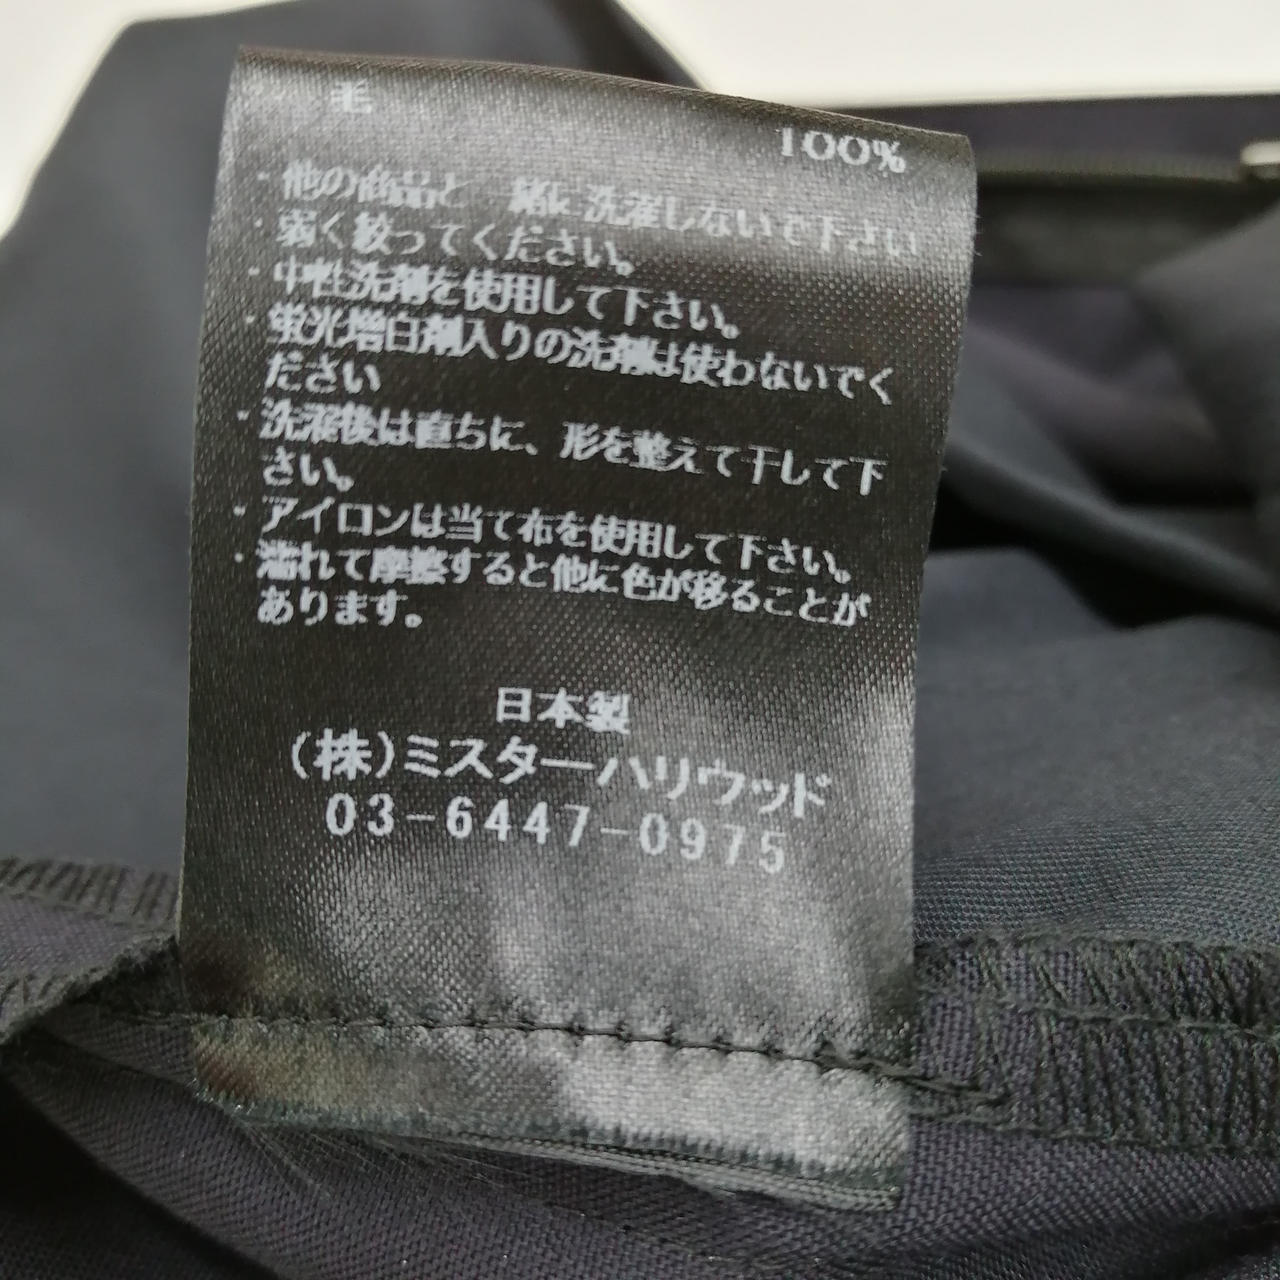 毛
100%
・他の商品と一緒に洗濯しないで下さい
・弱く絞ってください。
・中性洗剤を使用して下さい。
・蛍光増白剤入りの洗剤は使わないでく
ださい
・洗濯後は直ちに、形を整えて干して下
さい。
・アイロンは当て布を使用して下さい。
・濡れて摩擦すると他に色が移ることが
あります。
日本製
(株)ミスターハリウッド
03-6447-0975